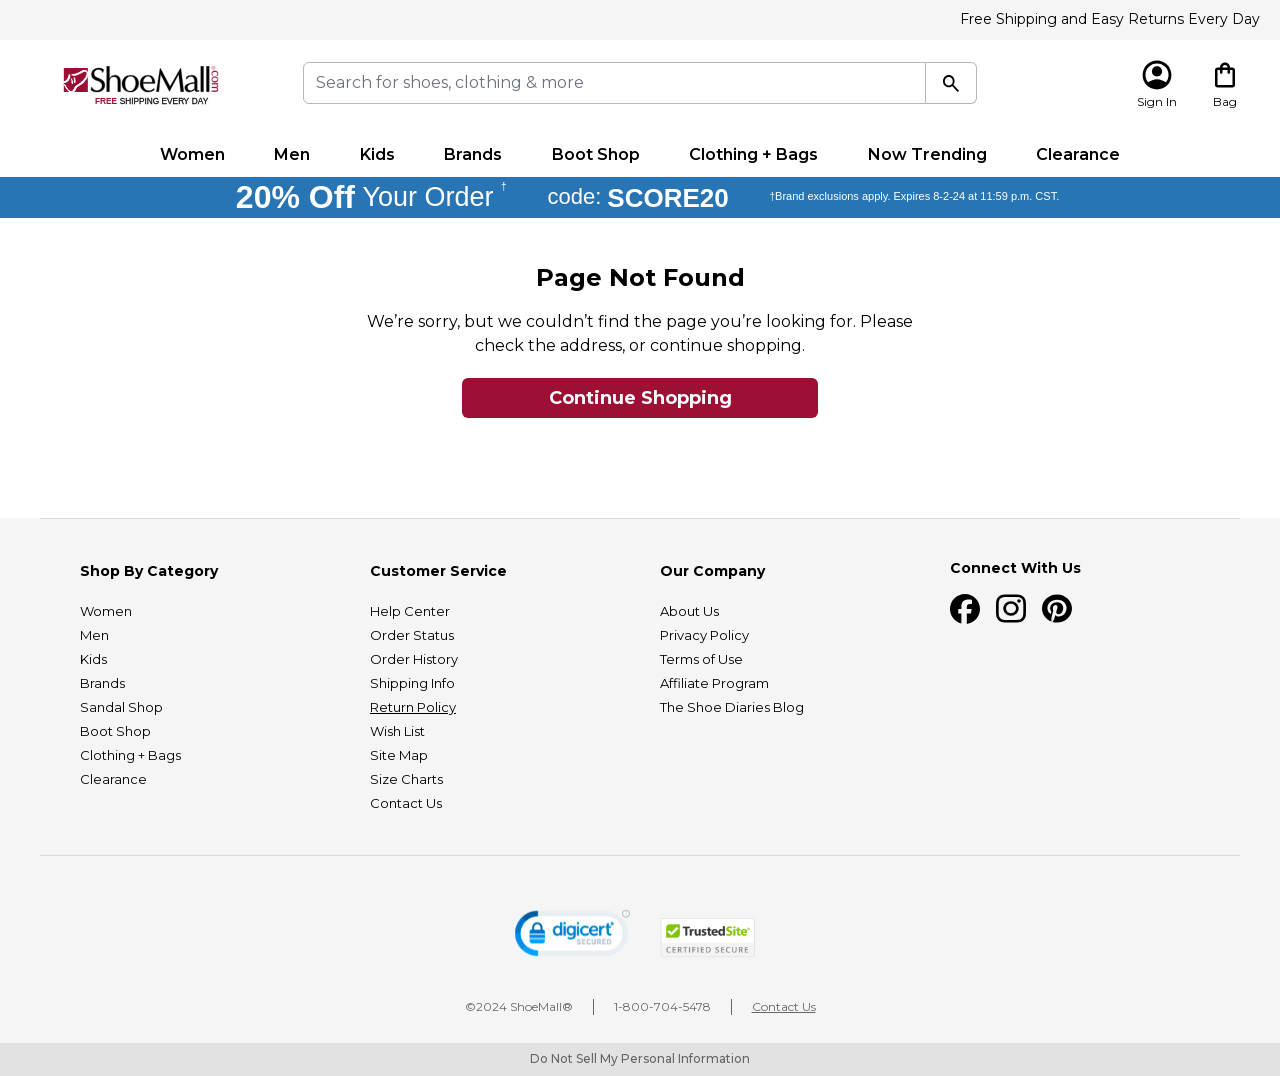 Free Shipping and Easy Returns Every Day
ShoeMall®.com
FREE SHIPPING EVERY DAY
Search for shoes, clothing & more
Sign In
Bag
Women Men Kids Brands Boot Shop Clothing + Bags Now Trending Clearance
20% Off Your Order † code: SCORE20 †Brand exclusions apply. Expires 8-2-24 at 11:59 p.m. CST.
Page Not Found
We’re sorry, but we couldn’t find the page you’re looking for. Please
check the address, or continue shopping.
Continue Shopping
Shop By Category
Women
Men
Kids
Brands
Sandal Shop
Boot Shop
Clothing + Bags
Clearance
Customer Service
Help Center
Order Status
Order History
Shipping Info
Return Policy
Wish List
Site Map
Size Charts
Contact Us
Our Company
About Us
Privacy Policy
Terms of Use
Affiliate Program
The Shoe Diaries Blog
Connect With Us
digicert
SECURED
TrustedSite
CERTIFIED SECURE
©2024 ShoeMall® 1-800-704-5478 Contact Us
Do Not Sell My Personal Information